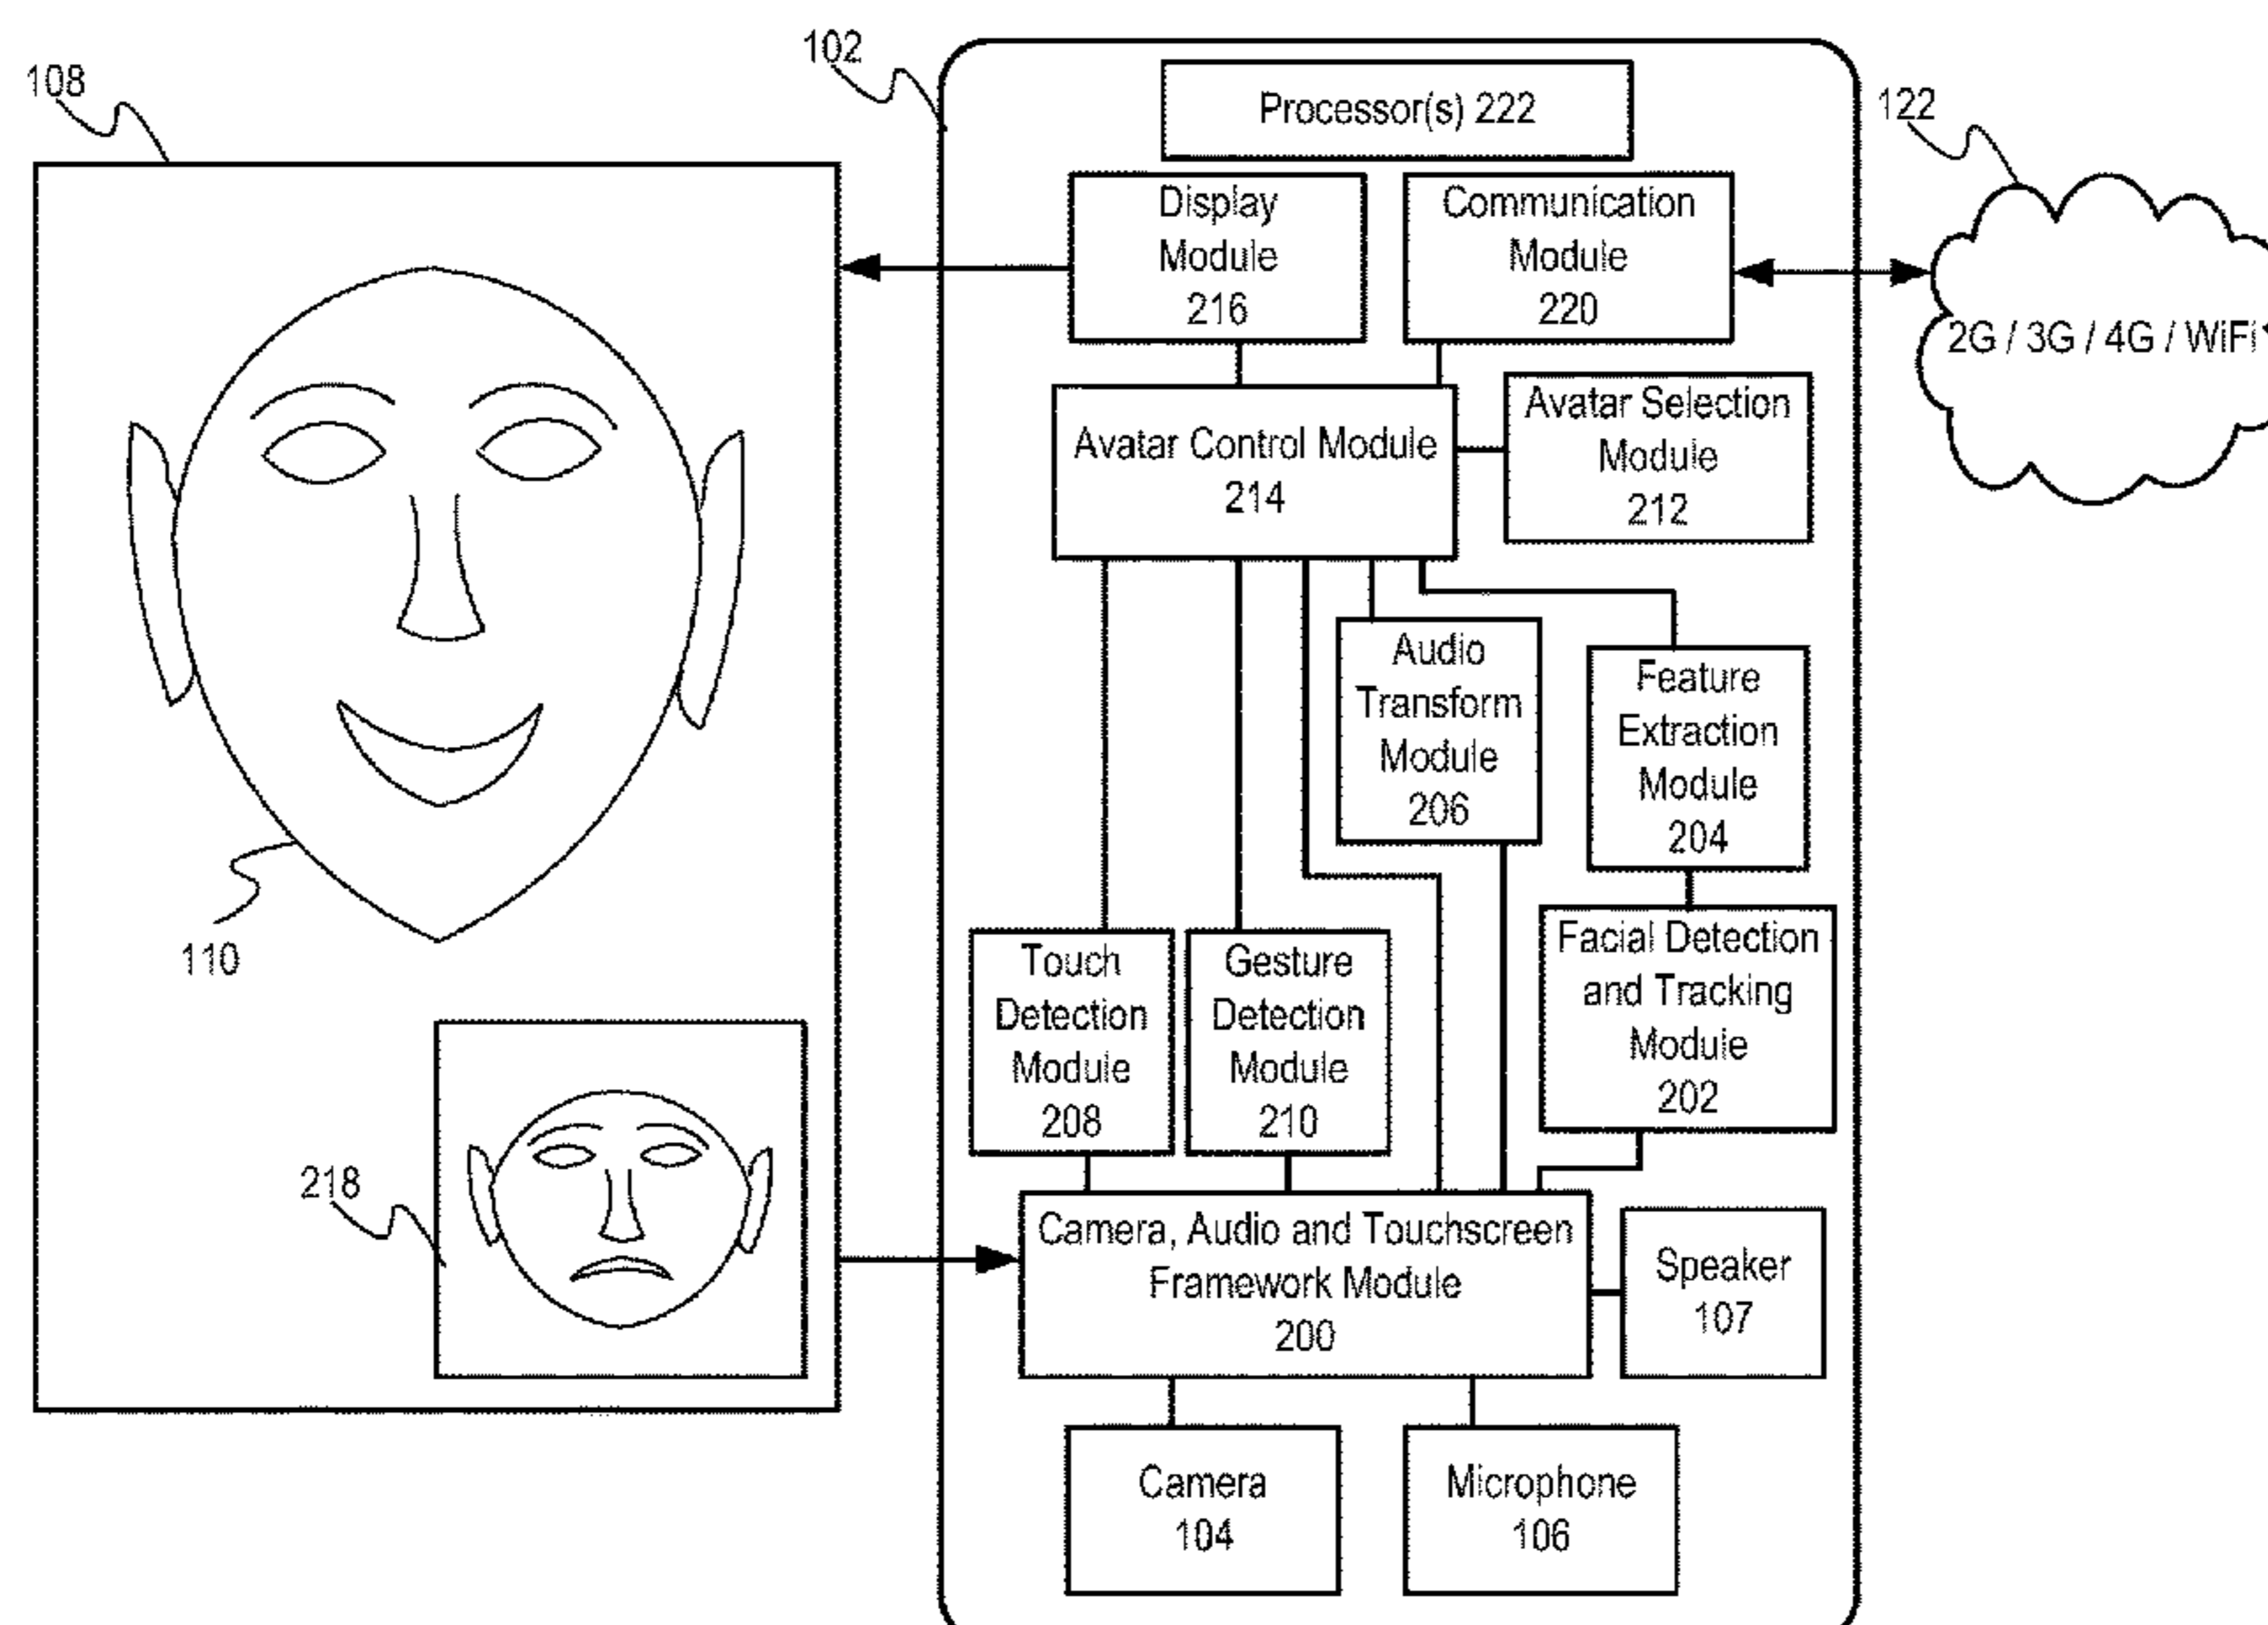 108
102
Processor(s) 222
122
Display
Module
216
Communication
Module
220
2G / 3G / 4G / WiFi
Avatar Control Module
214
Avatar Selection
Module
212
Audio
Transform
Module
206
Feature
Extraction
Module
204
110
Touch
Detection
Module
208
Gesture
Detection
Module
210
Facial Detection
and Tracking
Module
202
218
Camera, Audio and Touchscreen
Framework Module
200
Speaker
107
Camera
104
Microphone
106